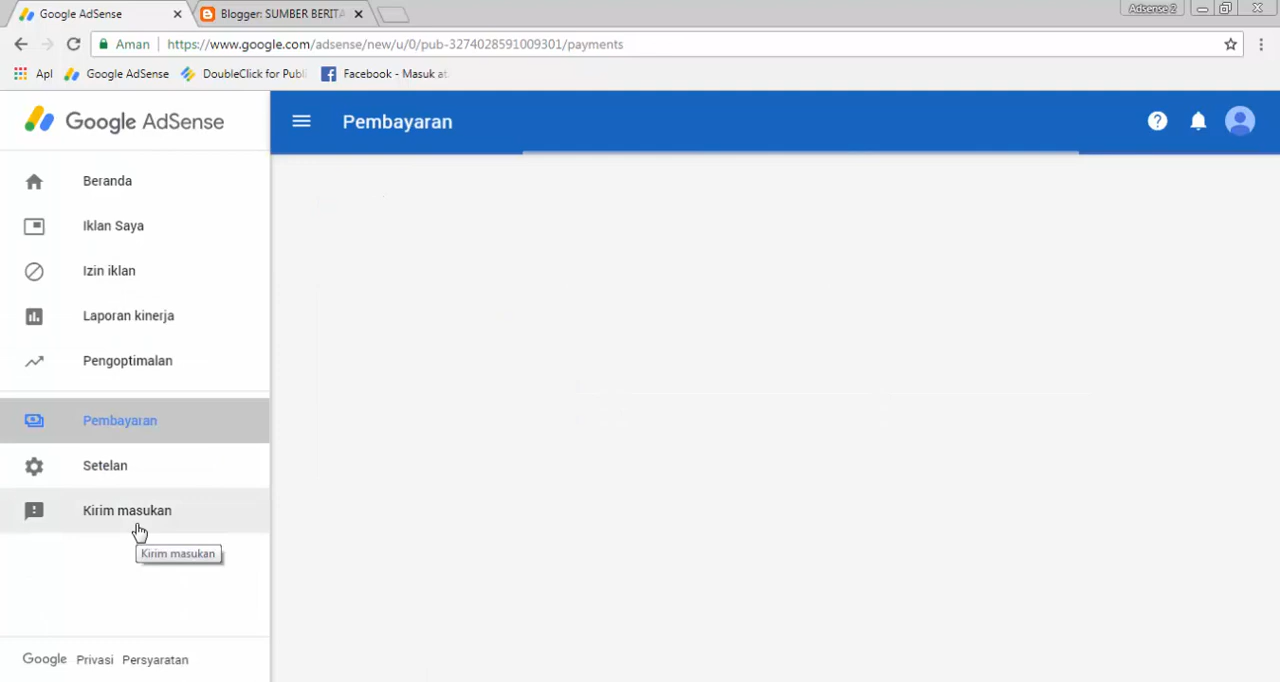 Google AdSense
Blogger: SUMBER BERITA
Adsense 2
Aman
https://www.google.com/adsense/new/u/0/pub-3274028591009301/payments
Apl
Google AdSense
DoubleClick for Publi
Facebook - Masuk at
Google AdSense
Pembayaran
Beranda
Iklan Saya
Izin iklan
Laporan kinerja
Pengoptimalan
Pembayaran
Setelan
Kirim masukan
Kirim masukan
Google Privasi Persyaratan